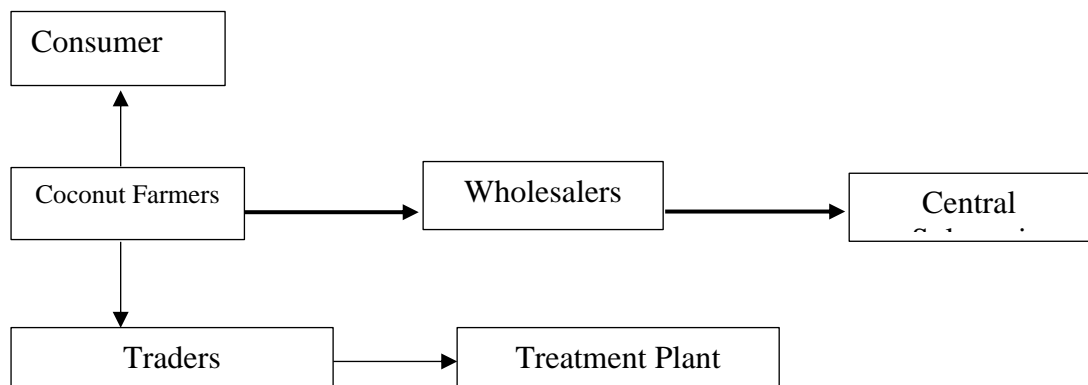 Consumer
Coconut Farmers
Wholesalers
Central
Traders
Treatment Plant